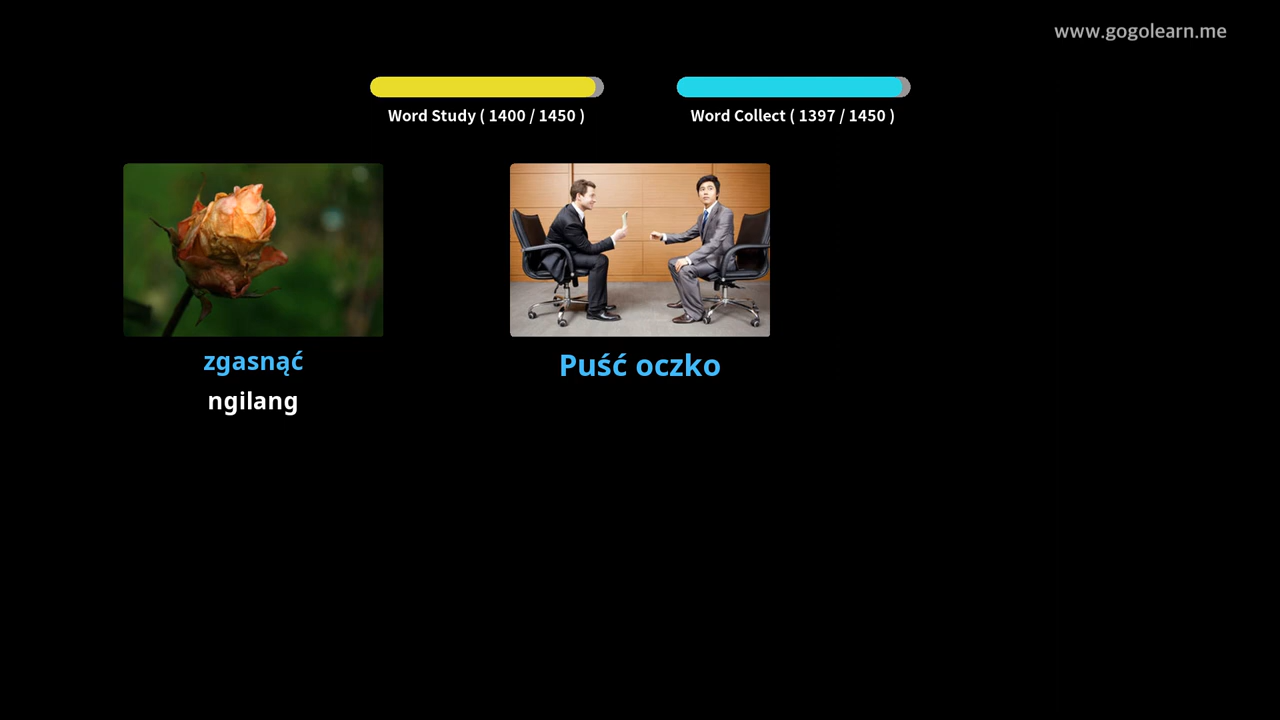 www.gogolearn.me
Word Study ( 1400 / 1450 )
Word Collect ( 1397 / 1450 )
zgasnąć
ngilang
Puść oczko